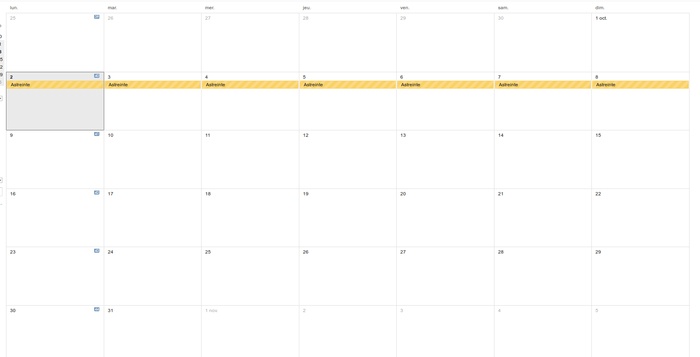 lun. mar. mer. jeu. ven. sam. dim.
25 26 27 28 29 30 1 oct.
2 3 4 5 6 7 8
Astreinte Astreinte Astreinte Astreinte Astreinte Astreinte Astreinte
9 10 11 12 13 14 15
16 17 18 19 20 21 22
23 24 25 26 27 28 29
30 31 1 nov. 2 3 4 5